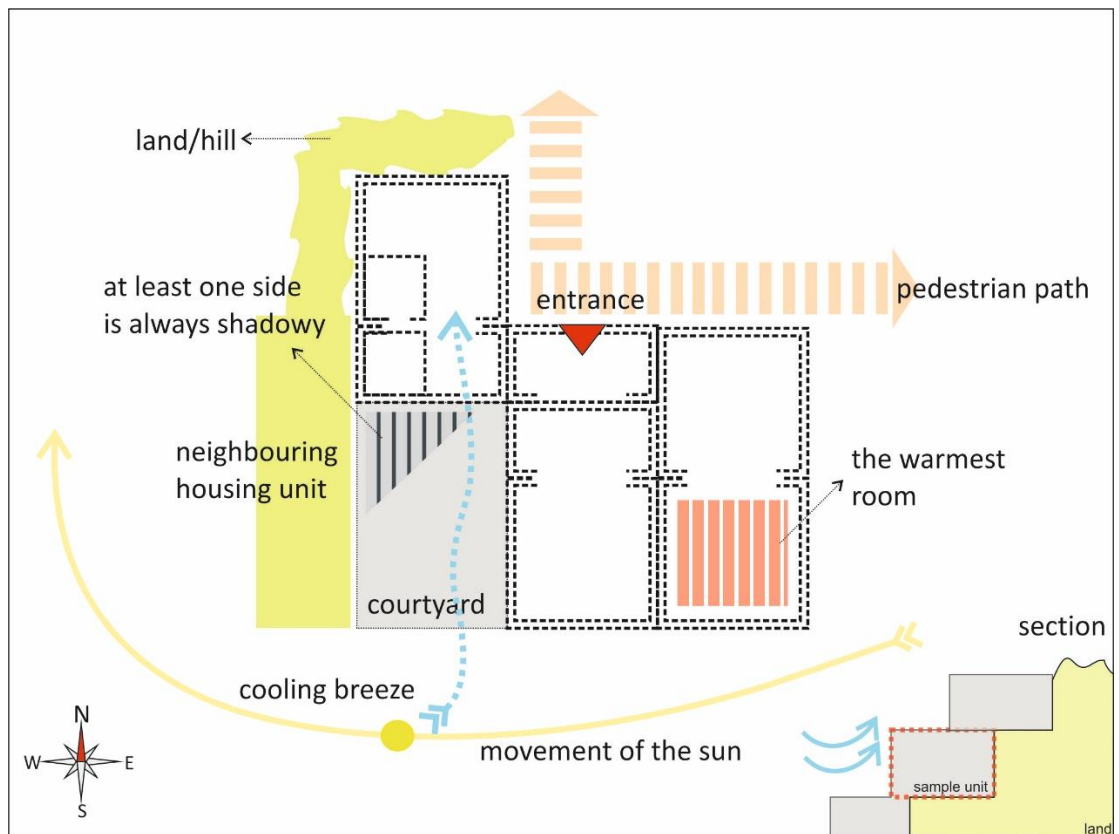 land/hill
at least one side
is always shadowy
entrance
pedestrian path
neighbouring
housing unit
the warmest
room
courtyard
section
cooling breeze
movement of the sun
N
W
E
S
sample unit
land